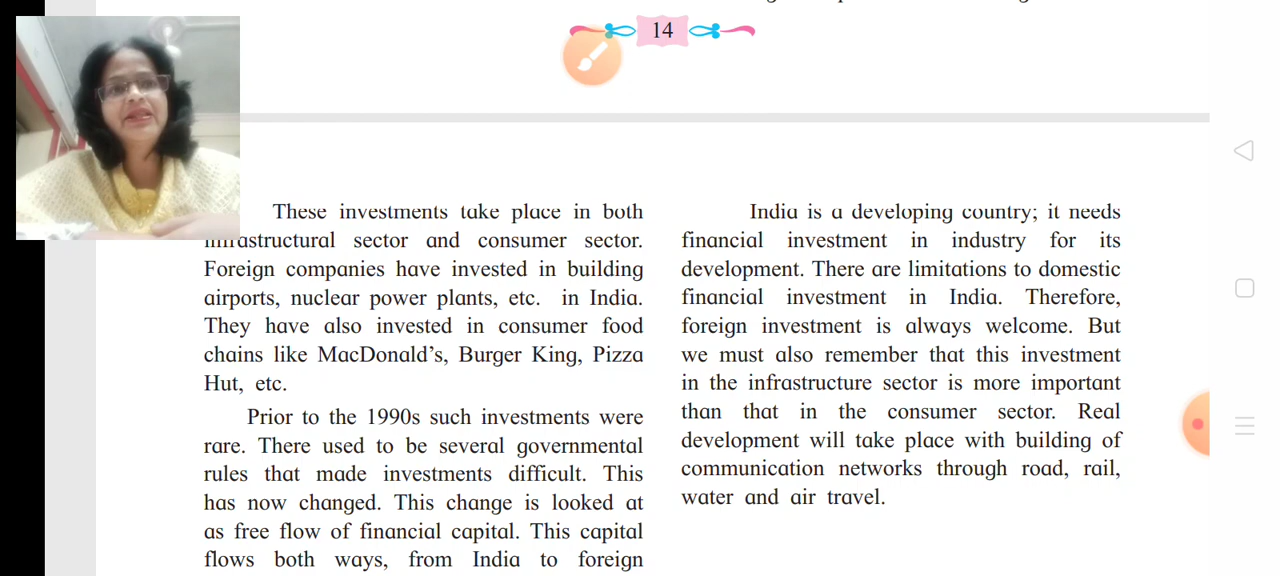 14
These investments take place in both
infrastructural sector and consumer sector.
Foreign companies have invested in building
airports, nuclear power plants, etc. in India.
They have also invested in consumer food
chains like MacDonald's, Burger King, Pizza
Hut, etc.
Prior to the 1990s such investments were
rare. There used to be several governmental
rules that made investments difficult. This
has now changed. This change is looked at
as free flow of financial capital. This capital
flows both ways, from India to foreign
India is a developing country; it needs
financial investment in industry for its
development. There are limitations to domestic
financial investment in India. Therefore,
foreign investment is always welcome. But
we must also remember that this investment
in the infrastructure sector is more important
than that in the consumer sector. Real
development will take place with building of
communication networks through road, rail,
water and air travel.